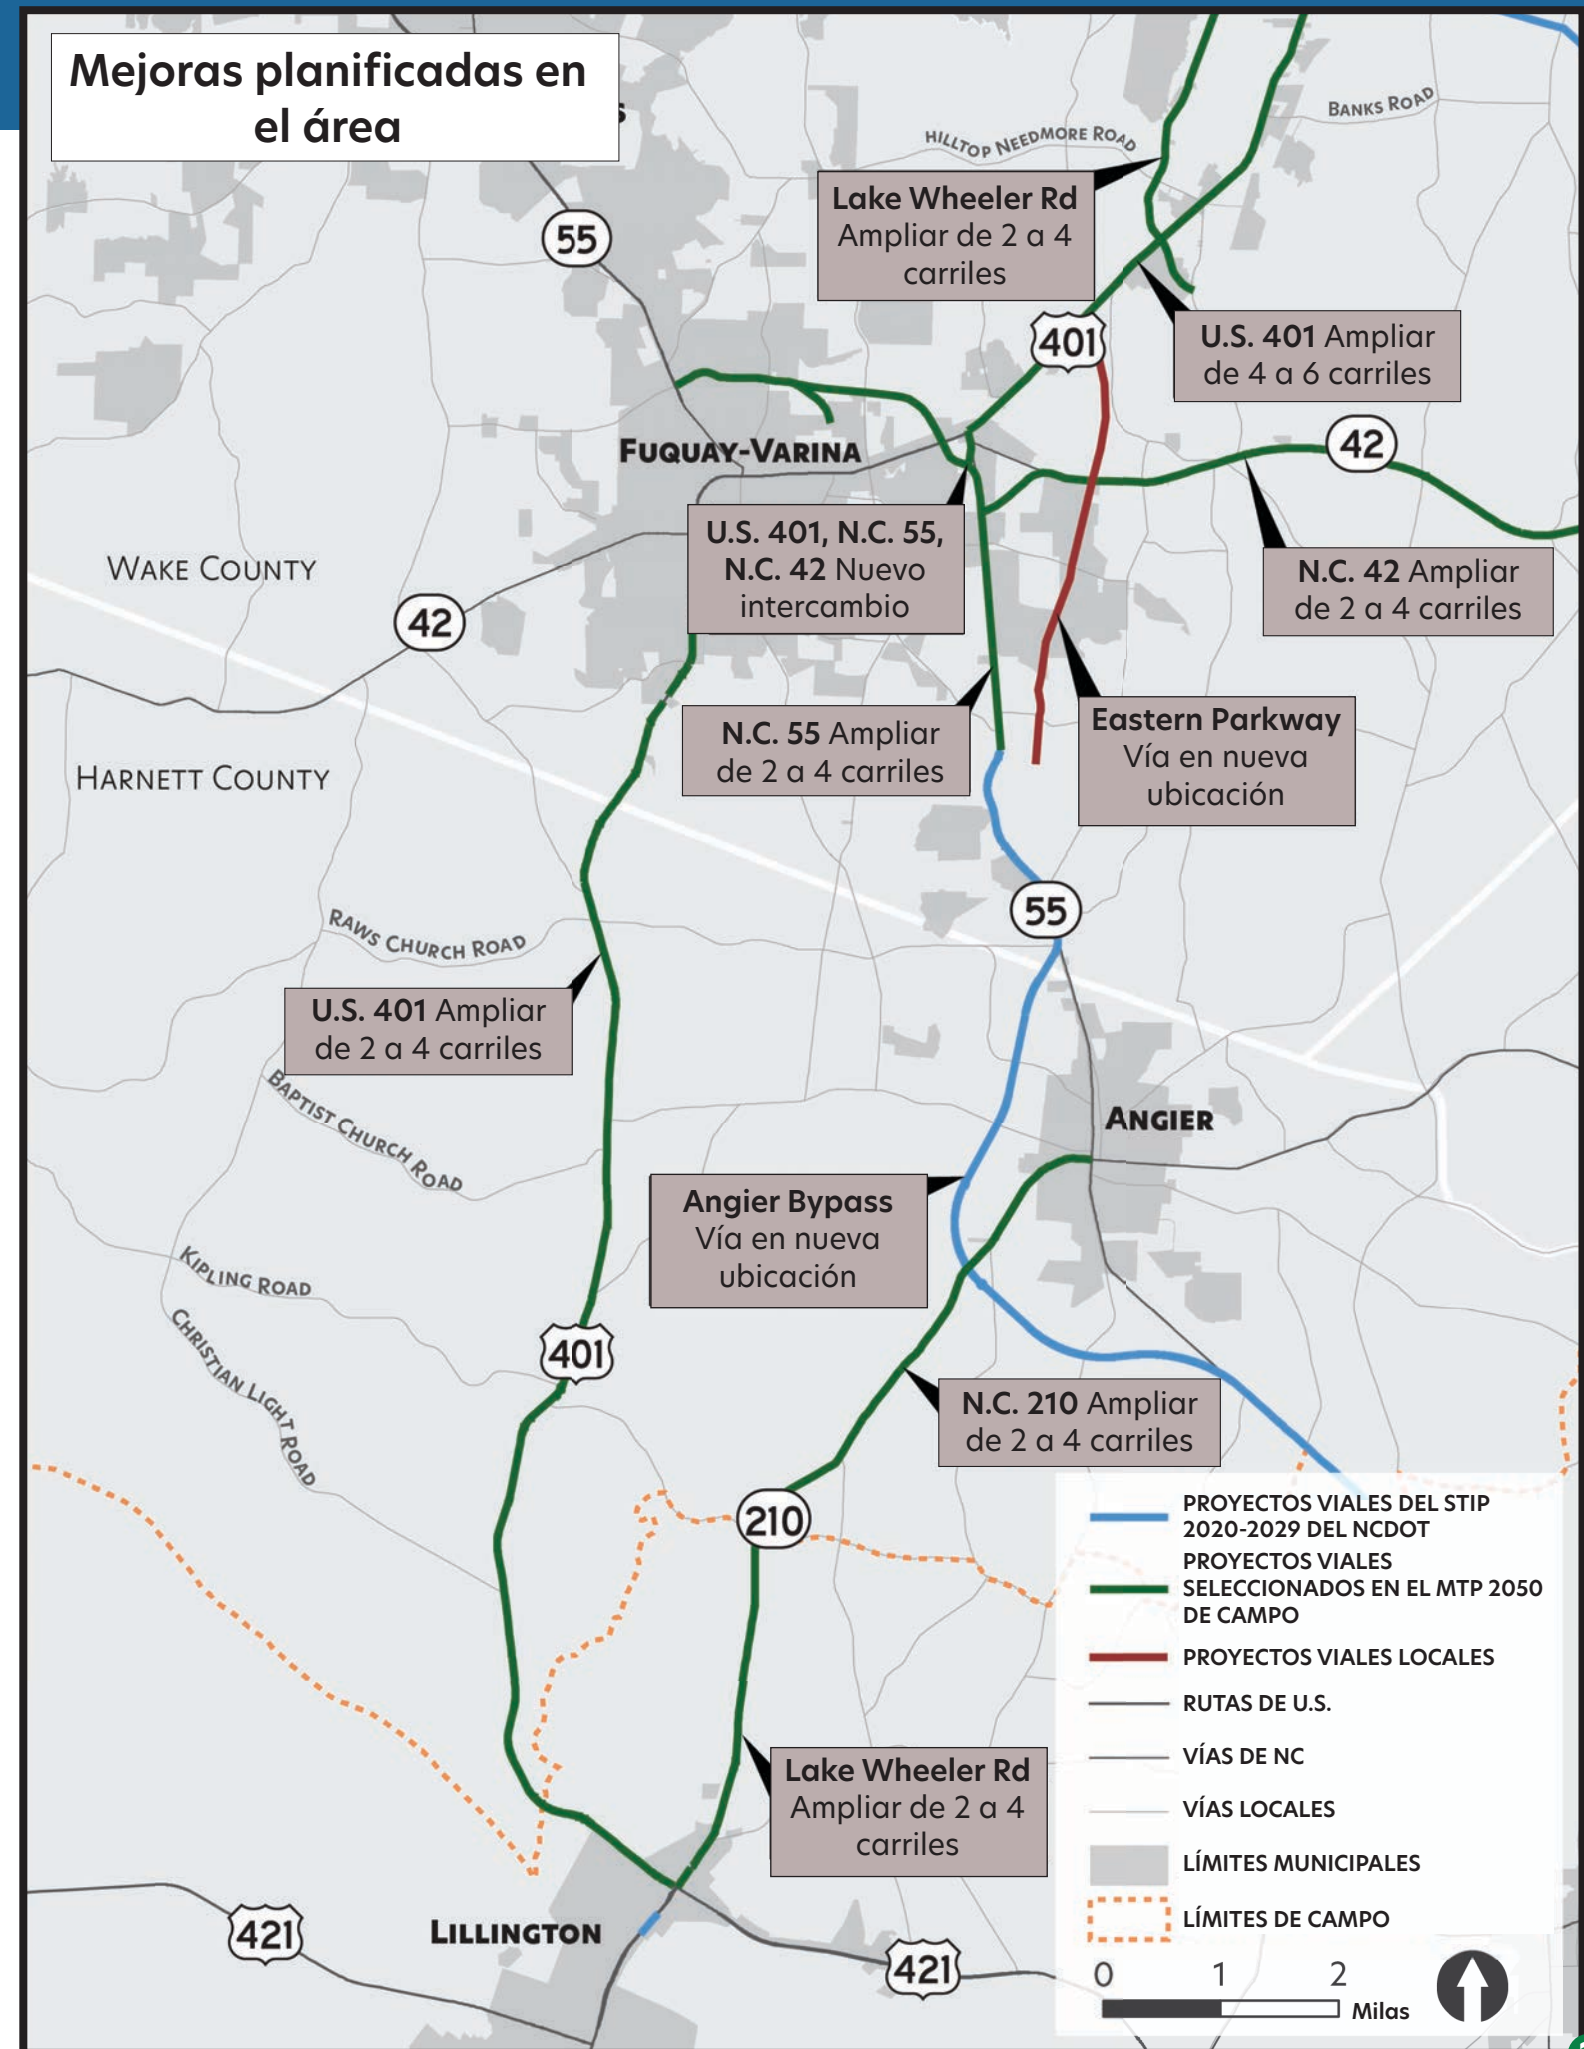 Mejoras planificadas en
el área
s
BANKS ROAD
HILLTOP NEEDMORE ROAD
Lake Wheeler Rd
Ampliar de 2 a 4
carriles
55
401
U.S. 401 Ampliar
de 4 a 6 carriles
42
FUQUAY-VARINA
U.S. 401, N.C. 55,
N.C. 42 Nuevo
intercambio
N.C. 42 Ampliar
de 2 a 4 carriles
WAKE COUNTY
42
N.C. 55 Ampliar
de 2 a 4 carriles
Eastern Parkway
Vía en nueva
ubicación
HARNETT COUNTY
55
RAWS CHURCH ROAD
U.S. 401 Ampliar
de 2 a 4 carriles
BAPTIST CHURCH ROAD
ANGIER
Angier Bypass
Vía en nueva
ubicación
KIPLING ROAD
CHRISTIAN LIGHT ROAD
401
N.C. 210 Ampliar
de 2 a 4 carriles
210
Lake Wheeler Rd
Ampliar de 2 a 4
carriles
421
LILLINGTON
421
PROYECTOS VIALES DEL STIP
2020-2029 DEL NCDOT
PROYECTOS VIALES
SELECCIONADOS EN EL MTP 2050
DE CAMPO
PROYECTOS VIALES LOCALES
RUTAS DE U.S.
VÍAS DE NC
VÍAS LOCALES
LÍMITES MUNICIPALES
LÍMITES DE CAMPO
0 1 2
Milas